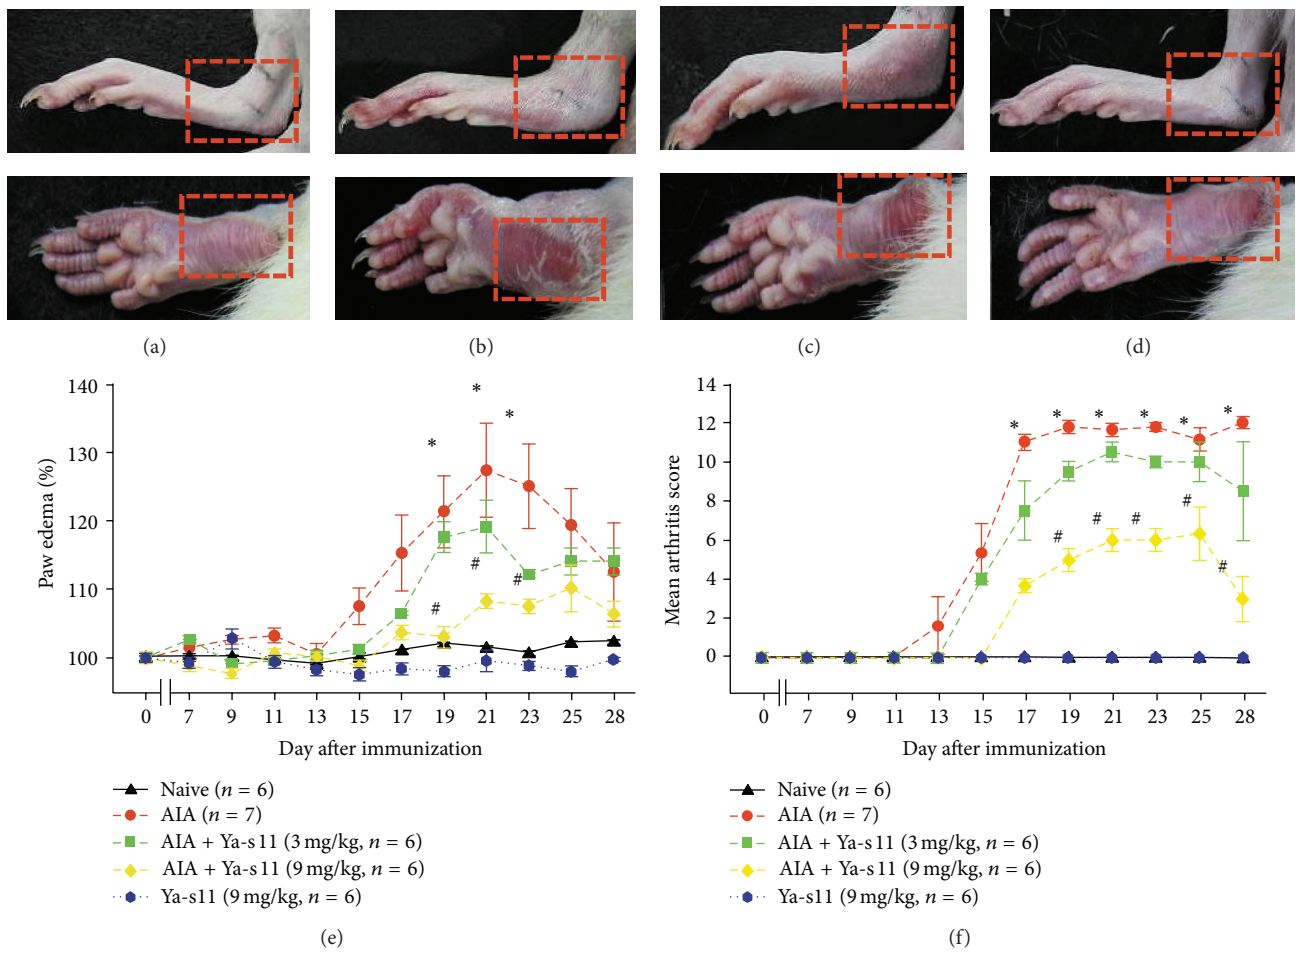 (a) (b) (c) (d)
140
130
120
110
100
Paw edema (%)
* * *
# # #
0 7 9 11 13 15 17 19 21 23 25 28
Day after immunization
Naive (n = 6)
AIA (n = 7)
AIA + Ya-s11 (3 mg/kg, n = 6)
AIA + Ya-s11 (9 mg/kg, n = 6)
Ya-s11 (9 mg/kg, n = 6)
(e)
14
12
10
8
6
4
2
0
Mean arthritis score
* * * * * *
# # # # #
0 7 9 11 13 15 17 19 21 23 25 28
Day after immunization
Naive (n = 6)
AIA (n = 7)
AIA + Ya-s11 (3 mg/kg, n = 6)
AIA + Ya-s11 (9 mg/kg, n = 6)
Ya-s11 (9 mg/kg, n = 6)
(f)